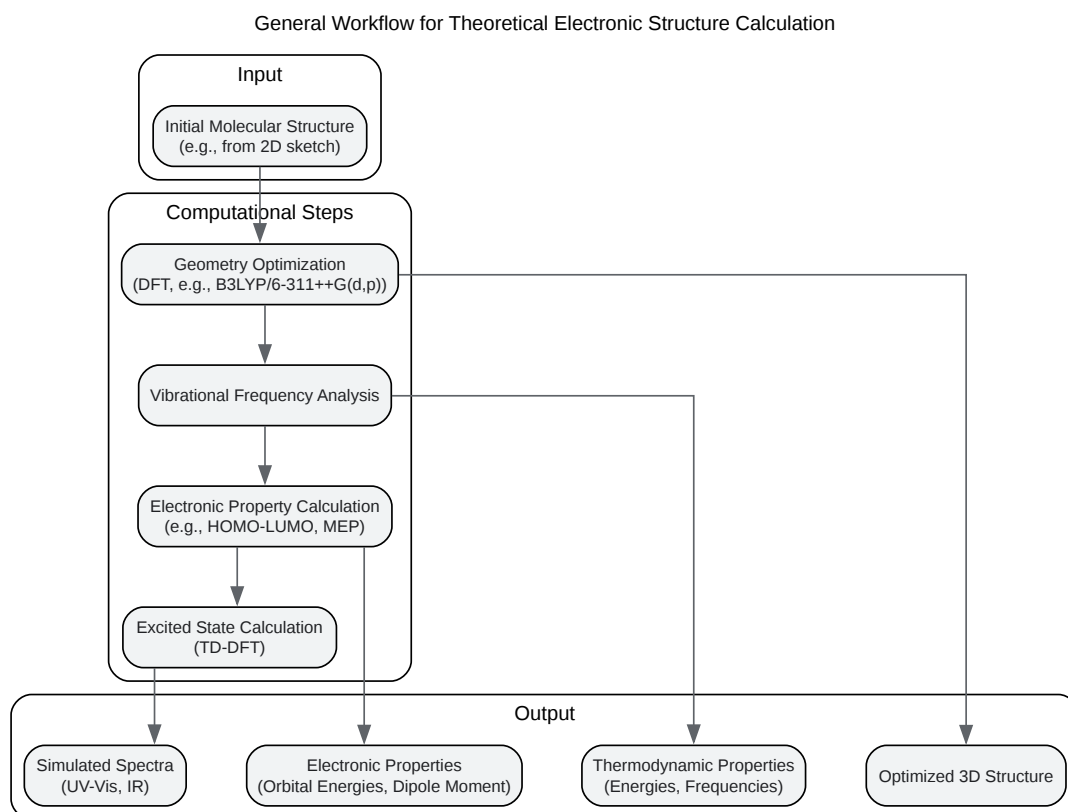 General Workflow for Theoretical Electronic Structure Calculation
Input
Initial Molecular Structure
(e.g., from 2D sketch)
Computational Steps
Geometry Optimization
(DFT, e.g., B3LYP/6-311++G(d,p))
Vibrational Frequency Analysis
Electronic Property Calculation
(e.g., HOMO-LUMO, MEP)
Excited State Calculation
(TD-DFT)
Output
Simulated Spectra
(UV-Vis, IR)
Electronic Properties
(Orbital Energies, Dipole Moment)
Thermodynamic Properties
(Energies, Frequencies)
Optimized 3D Structure